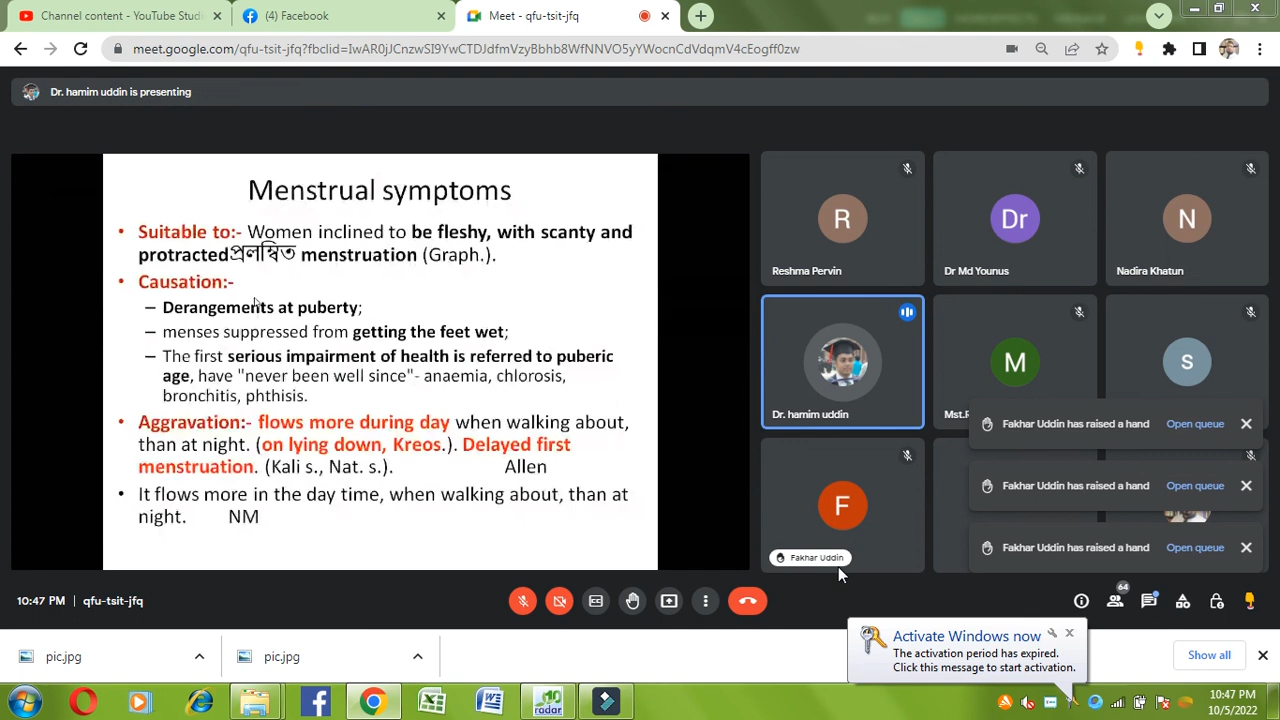 Channel content - YouTube Studi
(4) Facebook
Meet - qfu-tsit-jfq
meet.google.com/qfu-tsit-jfq?fbclid=IwAR0jJCnzwSI9YwCTDJdfmVzyBbhb8WfNNVO5yYWocnCdVdqmV4cEogff0zw
Dr. hamim uddin is presenting
Menstrual symptoms
• Suitable to:- Women inclined to be fleshy, with scanty and
protractedপ্রলম্বিত menstruation (Graph.).
• Causation:-
– Derangements at puberty;
– menses suppressed from getting the feet wet;
– The first serious impairment of health is referred to puberic
age, have "never been well since"- anaemia, chlorosis,
bronchitis, phthisis.
• Aggravation:- flows more during day when walking about,
than at night. (on lying down, Kreos.). Delayed first
menstruation. (Kali s., Nat. s.). Allen
• It flows more in the day time, when walking about, than at
night. NM
R
Reshma Pervin
Dr
Dr Md Younus
N
Nadira Khatun
Dr. hamim uddin
M
Mst.R
s
F
Fakhar Uddin
Fakhar Uddin has raised a hand Open queue
Fakhar Uddin has raised a hand Open queue
Fakhar Uddin has raised a hand Open queue
10:47 PM | qfu-tsit-jfq
64
pic.jpg
pic.jpg
Activate Windows now
The activation period has expired.
Click this message to start activation.
Show all
10
radar
10:47 PM
10/5/2022